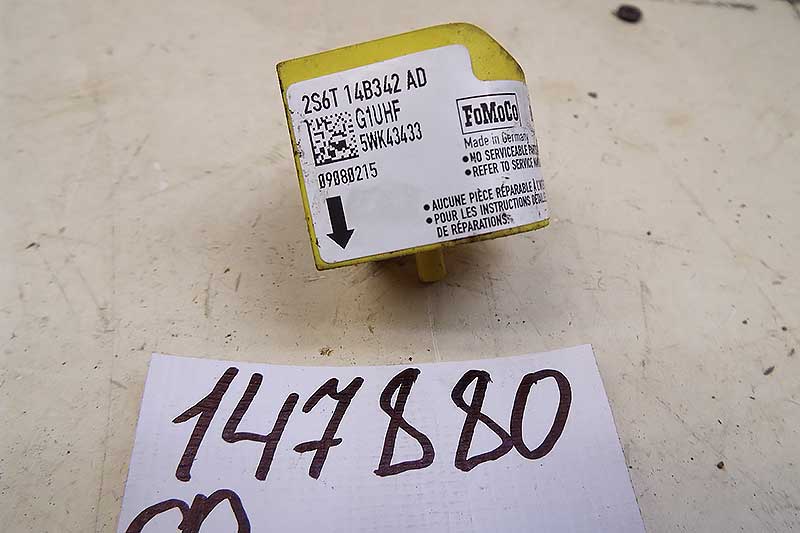 2S6T 14B342 AD
G1UHF
5WK43433
09080215
FoMoCo
Made in Germany
• NO SERVICEABLE
• REFER TO SERVICE
• AUCUNE PIÈCE RÉPARABLE À
• POUR LES INSTRUCTIONS
DE RÉPARATIONS.
147880